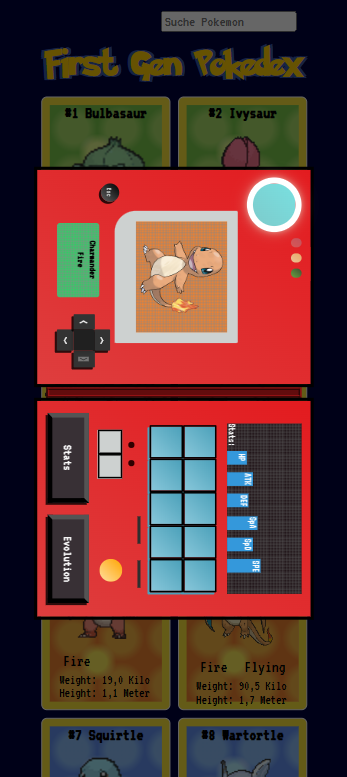 Suche Pokemon
First Gen Pokedex
#1 Bulbasaur
#2 Ivysaur
Esc
Charmander
Fire
Stats:
HP
ATK
DEF
SpA
SpD
SPE
Stats
Evolution
Fire
Weight: 19,0 Kilo
Height: 1,1 Meter
Fire Flying
Weight: 90,5 Kilo
Height: 1,7 Meter
#7 Squirtle
#8 Wartortle